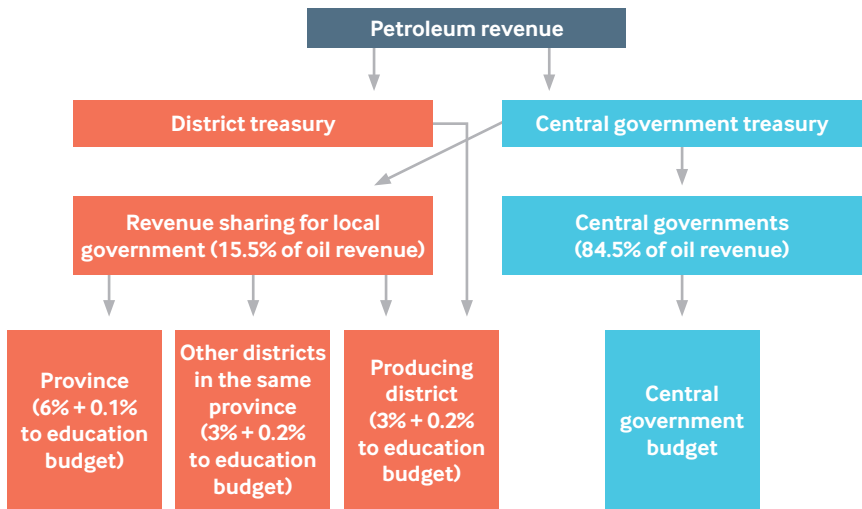 Petroleum revenue
District treasury
Central government treasury
Revenue sharing for local
government (15.5% of oil revenue)
Central governments
(84.5% of oil revenue)
Province
(6% + 0.1%
to education
budget)
Other districts
in the same
province
(3% + 0.2%
to education
budget)
Producing
district
(3% + 0.2%
to education
budget)
Central
government
budget